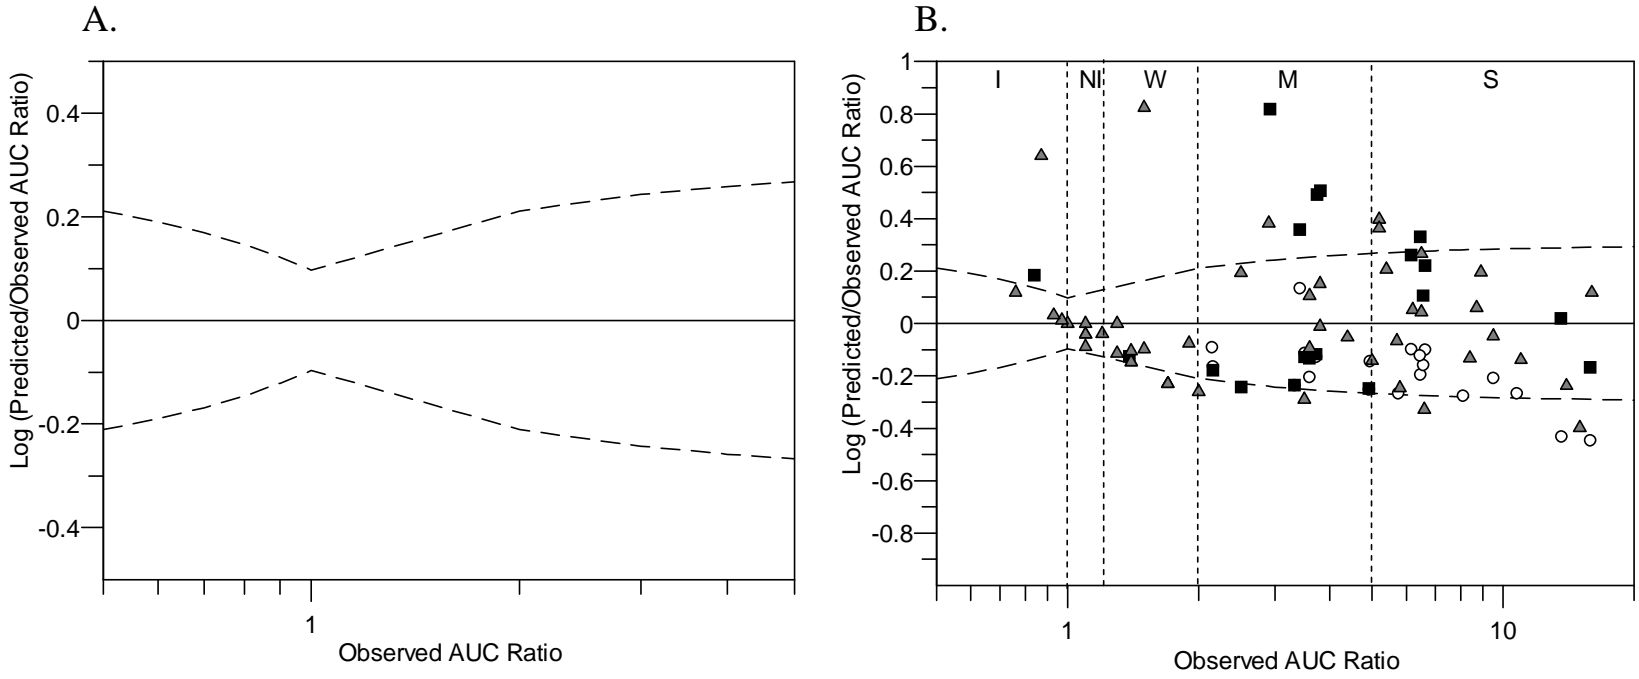 A.
Log (Predicted/Observed AUC Ratio)
0.4
0.2
0
-0.2
-0.4
1
Observed AUC Ratio
B.
Log (Predicted/Observed AUC Ratio)
1
0.8
0.6
0.4
0.2
0
-0.2
-0.4
-0.6
-0.8
I NI W M S
1 10
Observed AUC Ratio